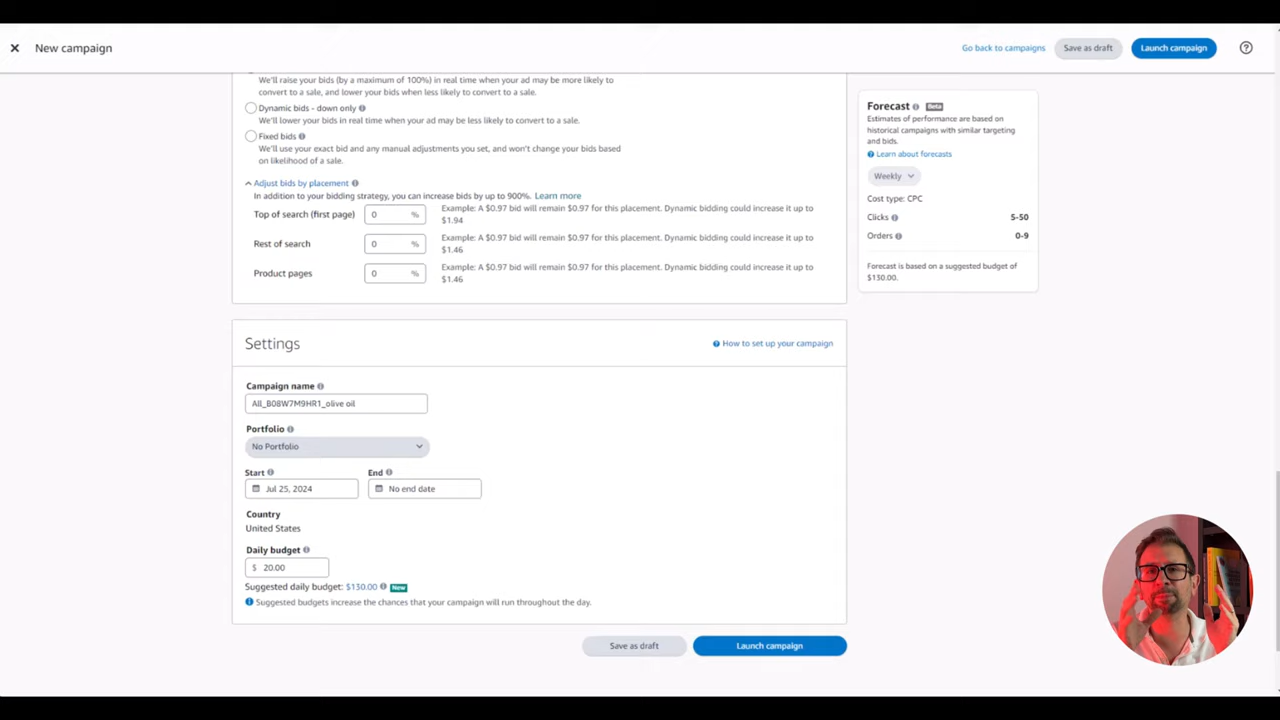 New campaign
Go back to campaigns
Save as draft
Launch campaign
We'll raise your bids (by a maximum of 100%) in real time when your ad may be more likely to
convert to a sale, and lower your bids when less likely to convert to a sale.
Dynamic bids - down only
We'll lower your bids in real time when your ad may be less likely to convert to a sale.
Fixed bids
We'll use your exact bid and any manual adjustments you set, and won't change your bids based
on likelihood of a sale.
Adjust bids by placement
In addition to your bidding strategy, you can increase bids by up to 900%. Learn more
Top of search (first page)
0 %
Example: A $0.97 bid will remain $0.97 for this placement. Dynamic bidding could increase it up to
$1.94
Rest of search
0 %
Example: A $0.97 bid will remain $0.97 for this placement. Dynamic bidding could increase it up to
$1.46
Product pages
0 %
Example: A $0.97 bid will remain $0.97 for this placement. Dynamic bidding could increase it up to
$1.46
Forecast Beta
Estimates of performance are based on
historical campaigns with similar targeting
and bids.
Learn about forecasts
Weekly
Cost type: CPC
Clicks 5-50
Orders 0-9
Forecast is based on a suggested budget of
$130.00.
Settings
How to set up your campaign
Campaign name
All_B08W7M9HR1_olive oil
Portfolio
No Portfolio
Start
End
Jul 25, 2024
No end date
Country
United States
Daily budget
$ 20.00
Suggested daily budget: $130.00 New
Suggested budgets increase the chances that your campaign will run throughout the day.
Save as draft
Launch campaign